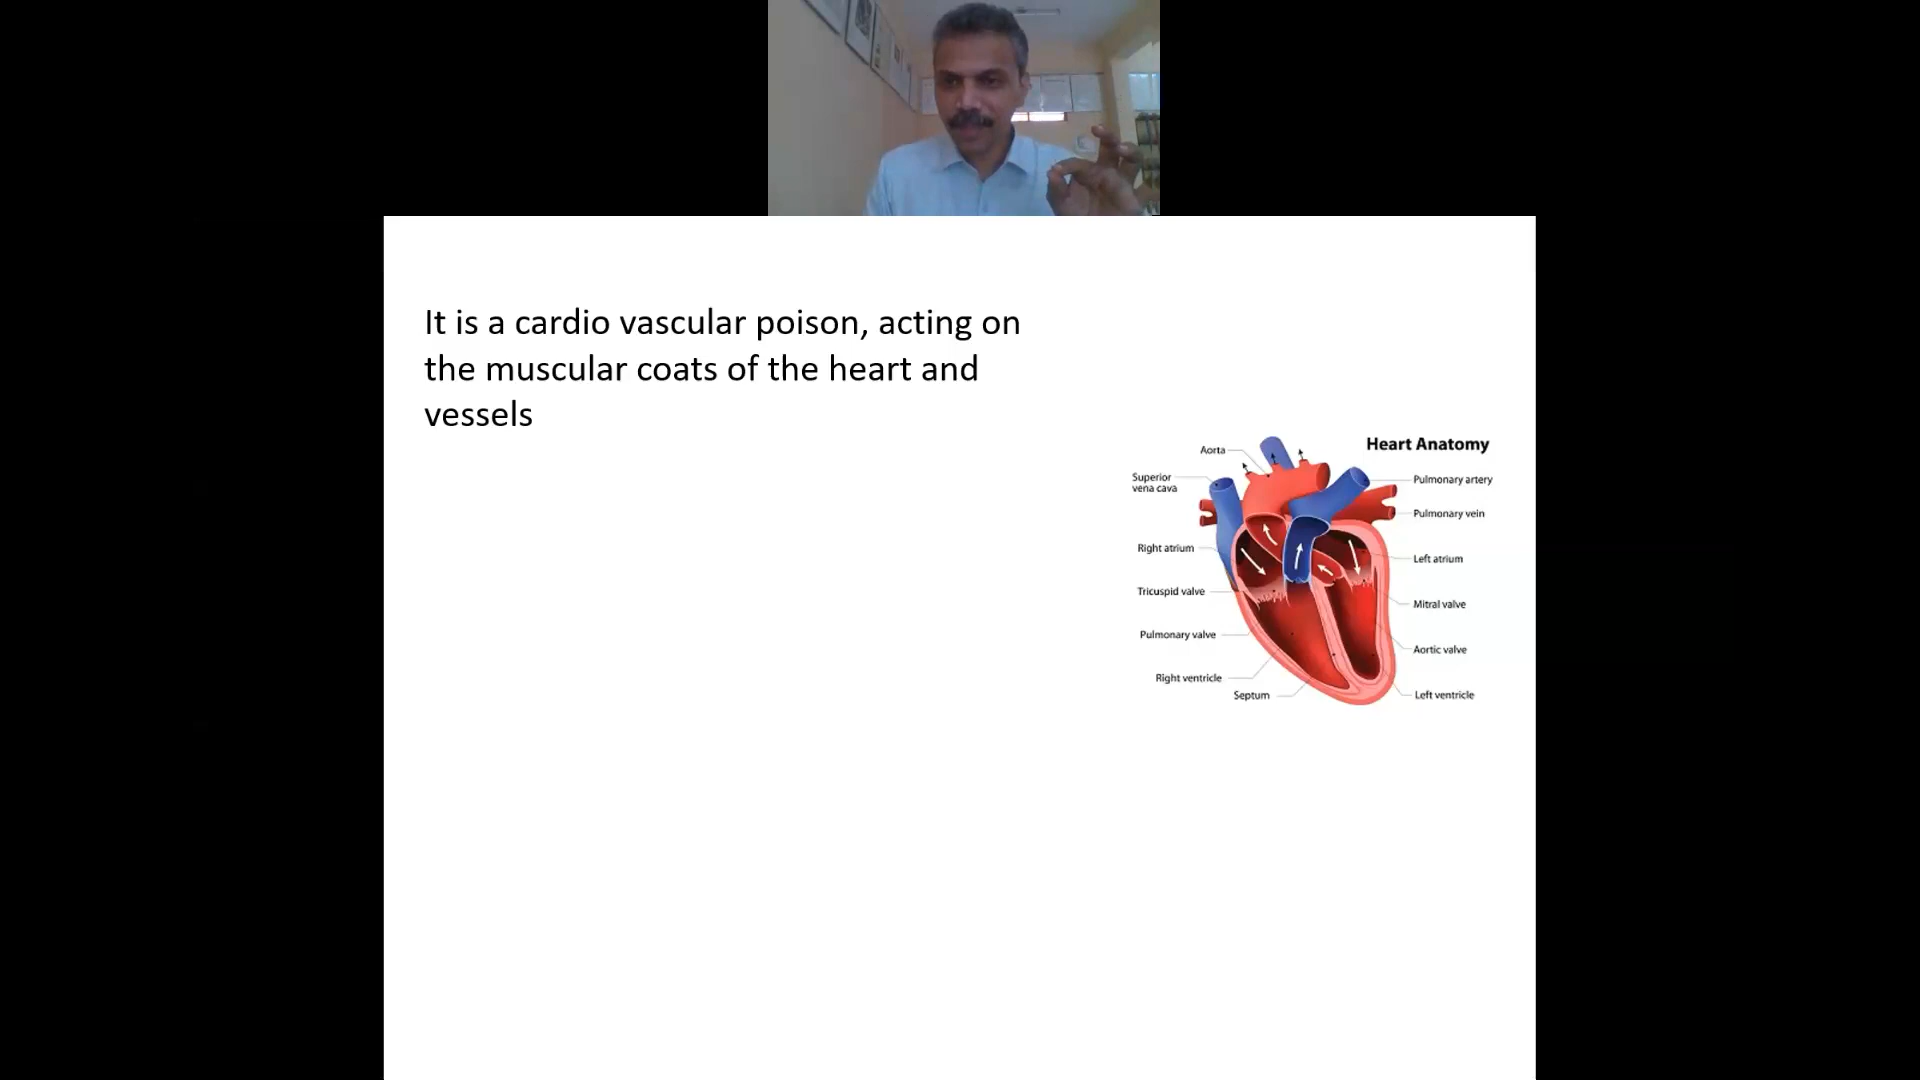 It is a cardio vascular poison, acting on
the muscular coats of the heart and
vessels
Heart Anatomy
Aorta
Superior
vena cava
Right atrium
Tricuspid valve
Pulmonary valve
Right ventricle
Septum
Pulmonary artery
Pulmonary vein
Left atrium
Mitral valve
Aortic valve
Left ventricle